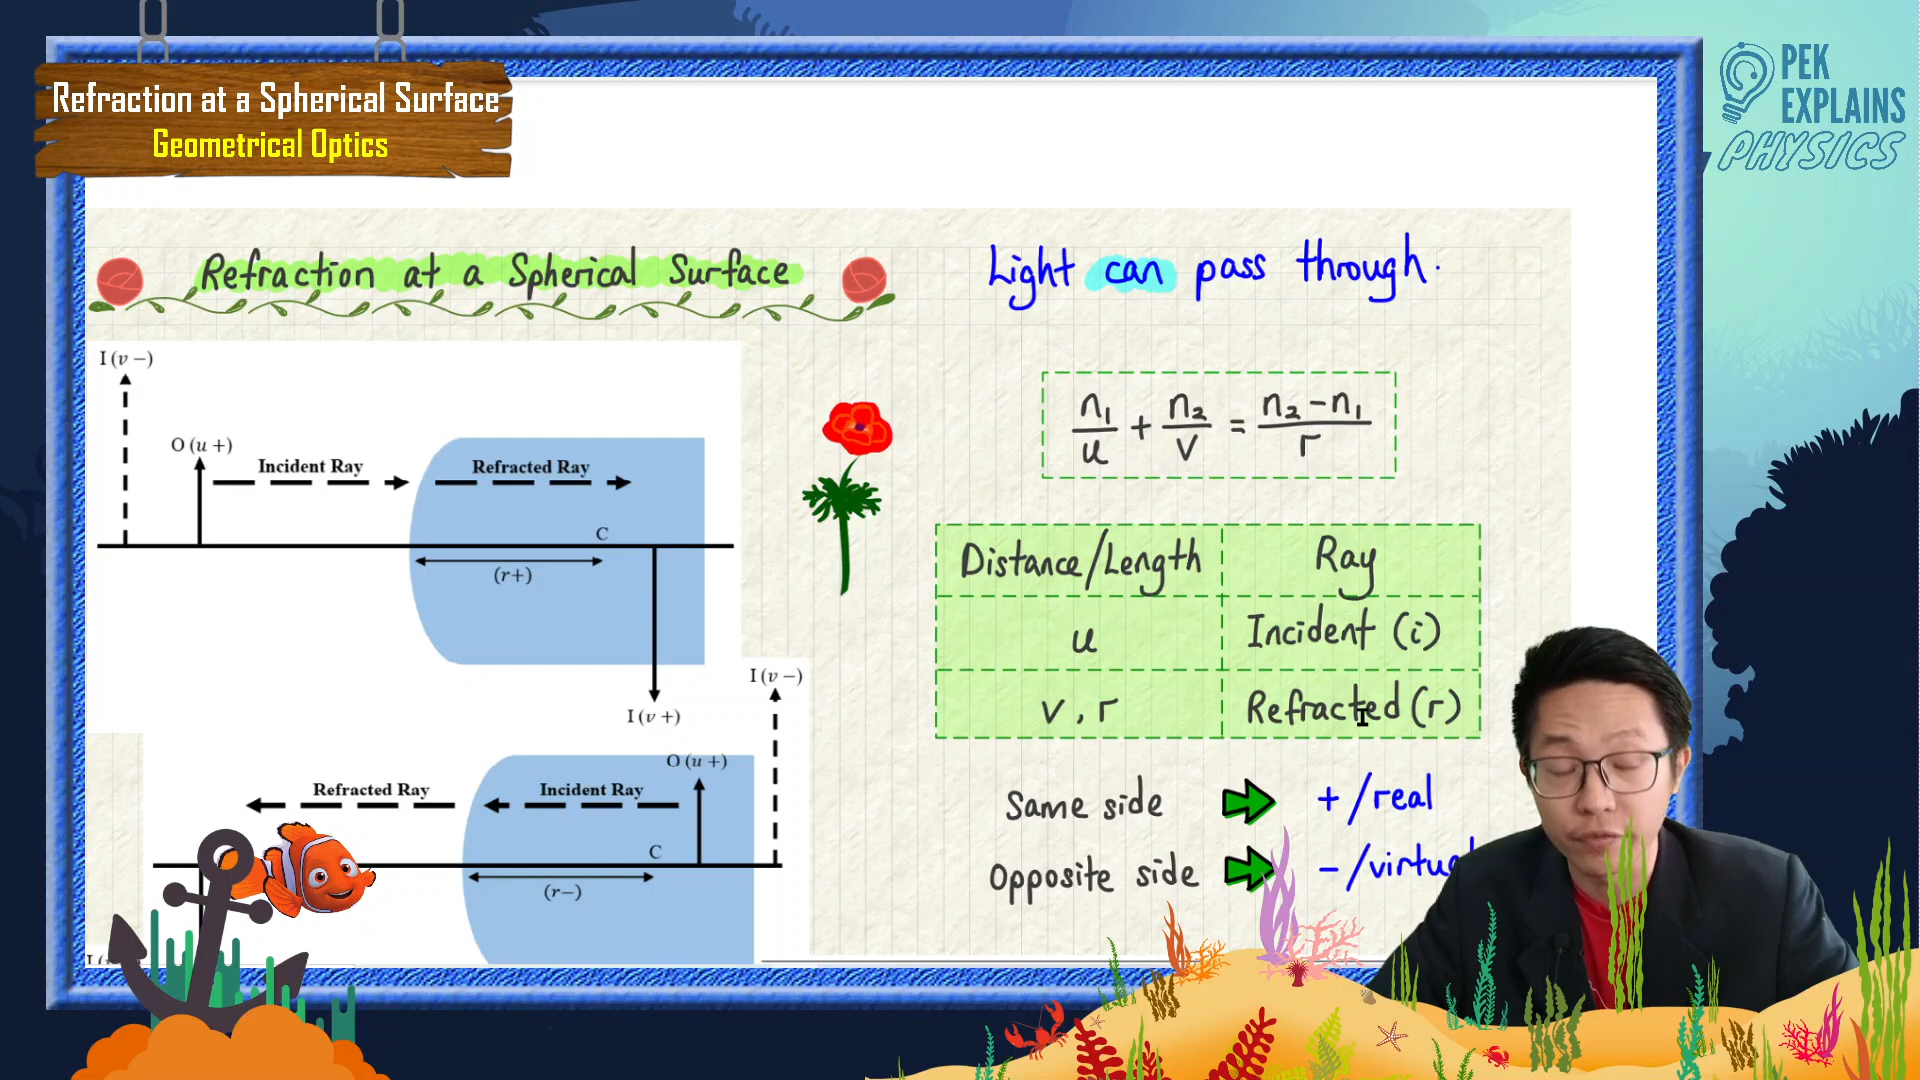 Refraction at a Spherical Surface
Geometrical Optics
PEK
EXPLAINS
PHYSICS
Refraction at a Spherical Surface
Light can pass through.
I (v −)
O (u +)
Incident Ray
Refracted Ray
C
(r+)
I (v +)
n₁/u + n₂/v = (n₂ − n₁)/r
Distance/Length Ray
u Incident (i)
v, r Refracted (r)
Same side + /real
Opposite side − /virtual
I (v −)
O (u +)
Refracted Ray
Incident Ray
C
(r−)